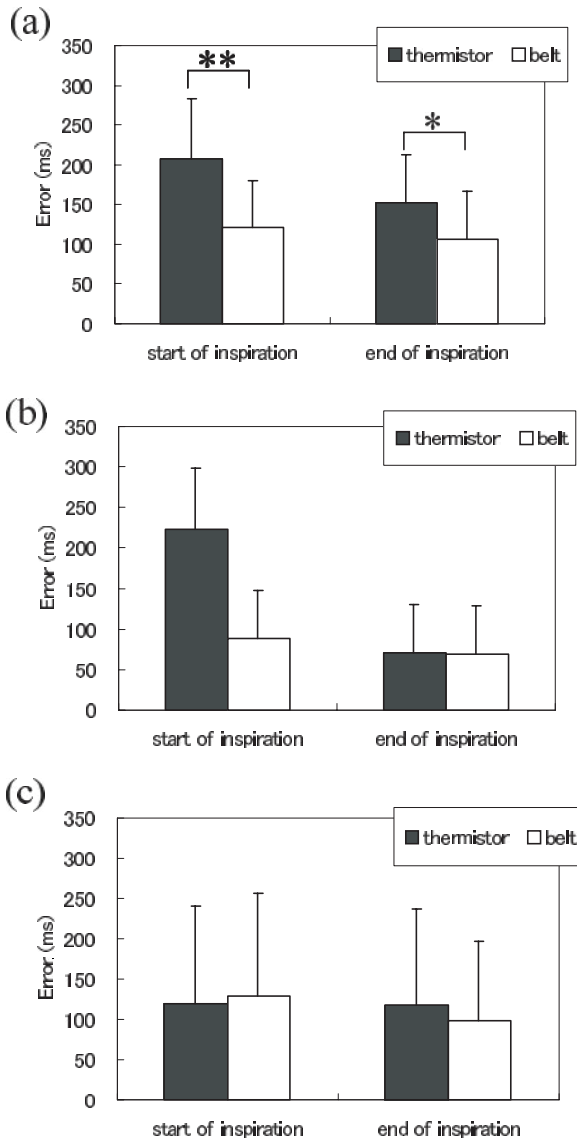 (a)
thermistor belt
350
300
250
200
150
100
50
0
Error (ms)
**
*
start of inspiration end of inspiration
(b)
thermistor belt
350
300
250
200
150
100
50
0
Error (ms)
start of inspiration end of inspiration
(c)
thermistor belt
350
300
250
200
150
100
50
0
Error. (ms)
start of inspiration end of inspiration